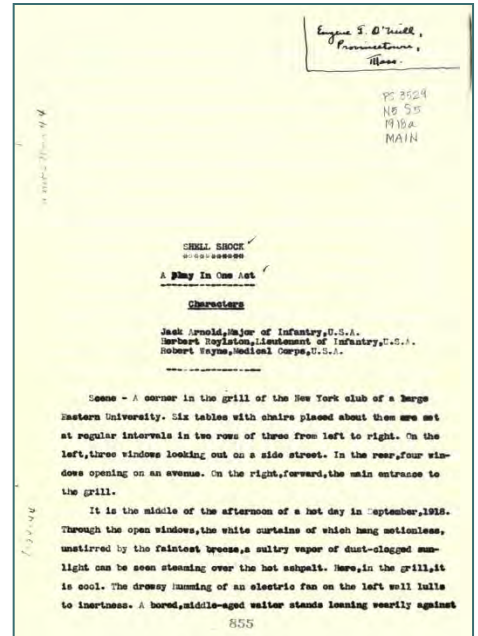 Eugene G. O'Neill,
Provincetown,
Mass.
PS 3529
N5 S5
1918a
MAIN
SHELL SHOCK
A Play In One Act
Characters
Jack Arnold,Major of Infantry,U.S.A.
Herbert Roylston,Lieutenant of Infantry,U.S.A.
Robert Wayne,Medical Corps,U.S.A.
Scene - A corner in the grill of the New York club of a large
Eastern University. Six tables with chairs placed about them are set
at regular intervals in two rows of three from left to right. On the
left,three windows looking out on a side street. In the rear,four win-
dows opening on an avenue. On the right,forward,the main entrance to
the grill.
It is the middle of the afternoon of a hot day in September,1918.
Through the open windows,the white curtains of which hang motionless,
unstirred by the faintest breeze,a sultry vapor of dust-clogged sun-
light can be seen steaming over the hot ashpalt. Here,in the grill,it
is cool. The drowsy humming of an electric fan on the left wall lulls
to inertness. A bored,middle-aged waiter stands leaning wearily against
855